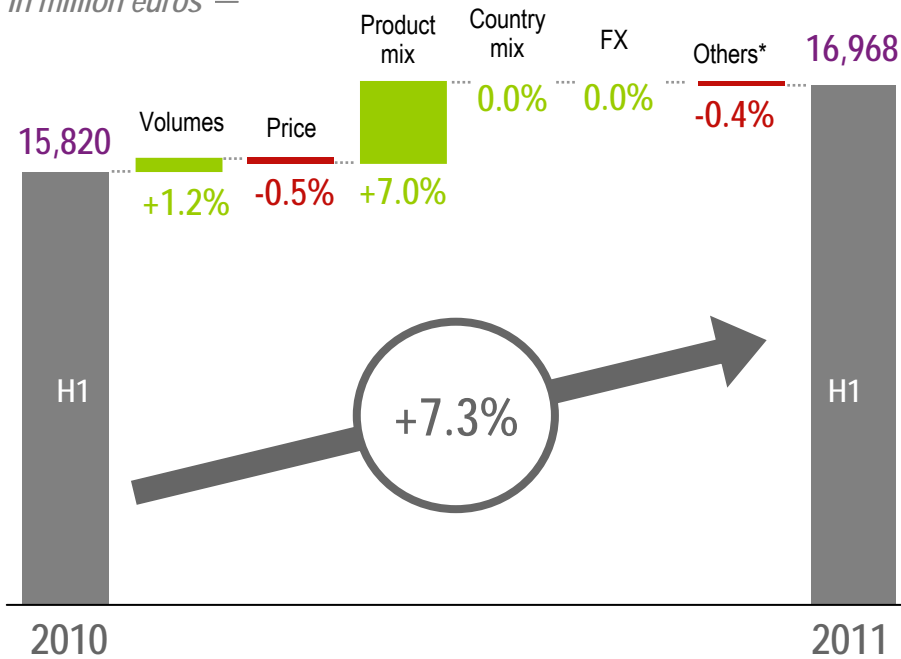 in million euros —
Product
mix
Country
mix
FX
Others*
16,968
0.0%
0.0%
-0.4%
Volumes
Price
15,820
+1.2%
-0.5%
+7.0%
H1
+7.3%
H1
2010
2011